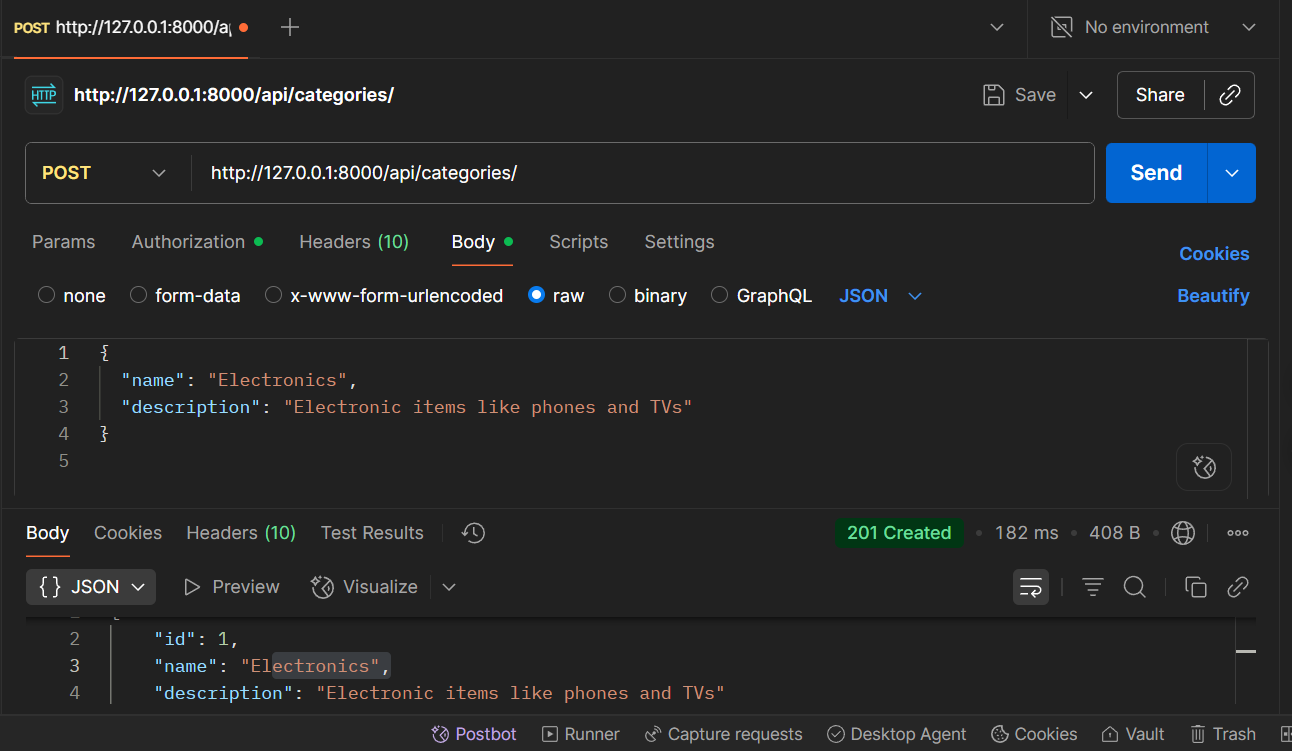 POST http://127.0.0.1:8000/a
No environment
HTTP http://127.0.0.1:8000/api/categories/
Save
Share
POST http://127.0.0.1:8000/api/categories/
Send
Params Authorization Headers (10) Body Scripts Settings
Cookies
none form-data x-www-form-urlencoded raw binary GraphQL JSON
Beautify
1 {
2 "name": "Electronics",
3 "description": "Electronic items like phones and TVs"
4 }
5
Body Cookies Headers (10) Test Results
201 Created • 182 ms • 408 B
{} JSON Preview Visualize
2 "id": 1,
3 "name": "Electronics",
4 "description": "Electronic items like phones and TVs"
Postbot Runner Capture requests Desktop Agent Cookies Vault Trash